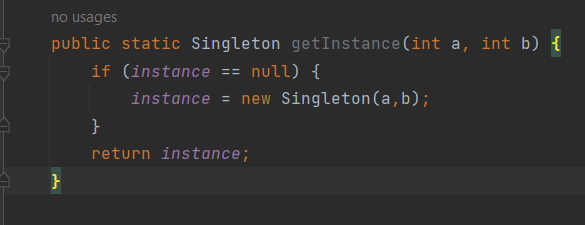 no usages
public static Singleton getInstance(int a, int b) {
if (instance == null) {
instance = new Singleton(a,b);
}
return instance;
}